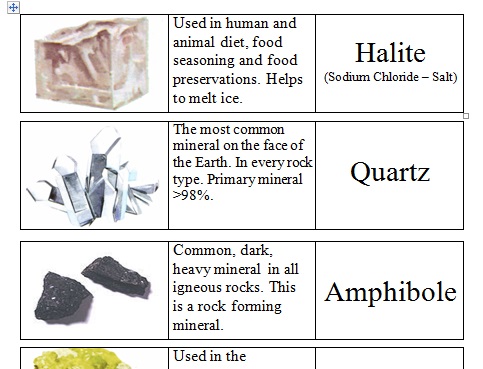 Used in human and
animal diet, food
seasoning and food
preservations. Helps
to melt ice.
Halite
(Sodium Chloride – Salt)
The most common
mineral on the face of
the Earth. In every rock
type. Primary mineral
>98%.
Quartz
Common, dark,
heavy mineral in all
igneous rocks. This
is a rock forming
mineral.
Amphibole
Used in the